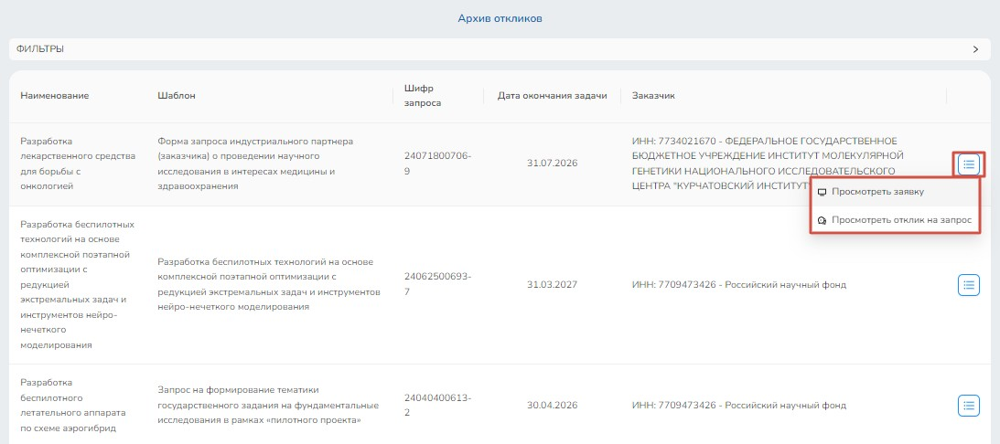 Архив откликов
ФИЛЬТРЫ
Наименование
Шаблон
Шифр
запроса
Дата окончания задачи
Заказчик
Разработка
лекарственного средства
для борьбы с
онкологией
Форма запроса индустриального партнера
(заказчика) о проведении научного
исследования в интересах медицины и
здравоохранения
24071800706-
9
31.07.2026
ИНН: 7734021670 - ФЕДЕРАЛЬНОЕ ГОСУДАРСТВЕННОЕ
БЮДЖЕТНОЕ УЧРЕЖДЕНИЕ ИНСТИТУТ МОЛЕКУЛЯРНОЙ
ГЕНЕТИКИ НАЦИОНАЛЬНОГО ИССЛЕДОВАТЕЛЬСКОГО
ЦЕНТРА "КУРЧАТОВСКИЙ ИНСТИТУТ
Просмотреть заявку
Просмотреть отклик на запрос
Разработка беспилотных
технологий на основе
комплексной поэтапной
оптимизации с
редукцией
экстремальных задач и
инструментов нейро-
нечеткого
моделирования
Разработка беспилотных технологий на основе
комплексной поэтапной оптимизации с
редукцией экстремальных задач и инструментов
нейро-нечеткого моделирования
24062500693-
7
31.03.2027
ИНН: 7709473426 - Российский научный фонд
Разработка
беспилотного
летательного аппарата
по схеме аэрогибрид
Запрос на формирование тематики
государственного задания на фундаментальные
исследования в рамках «пилотного проекта»
24040400613-
2
30.04.2026
ИНН: 7709473426 - Российский научный фонд